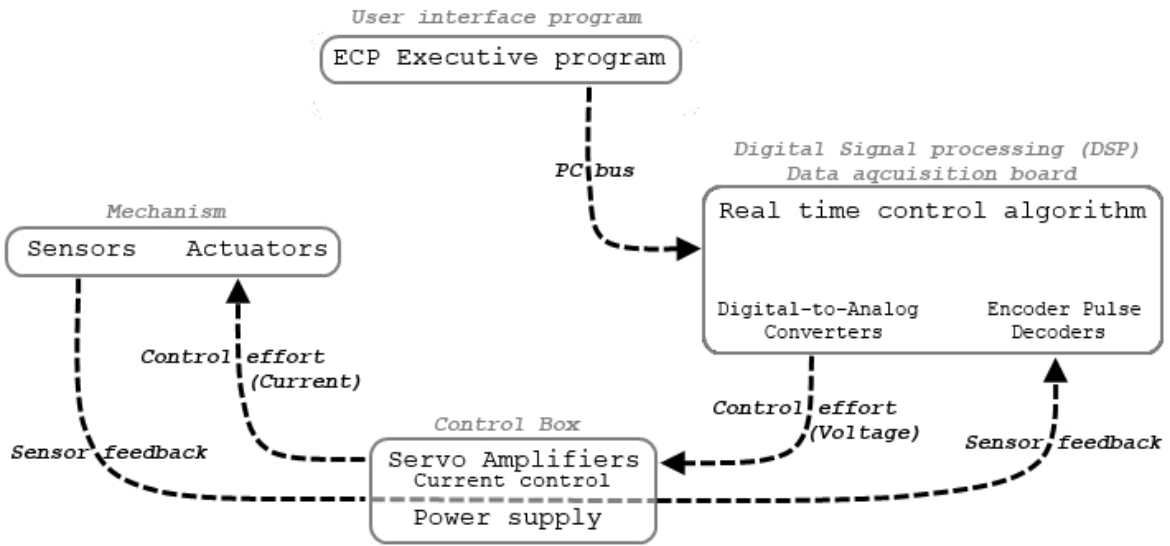 User interface program
ECP Executive program
PC bus
Digital Signal processing (DSP)
Data aqcuisition board
Real time control algorithm
Digital-to-Analog
Converters
Encoder Pulse
Decoders
Mechanism
Sensors Actuators
Control effort
(Current)
Sensor feedback
Control effort
(Voltage)
Sensor feedback
Control Box
Servo Amplifiers
Current control
Power supply